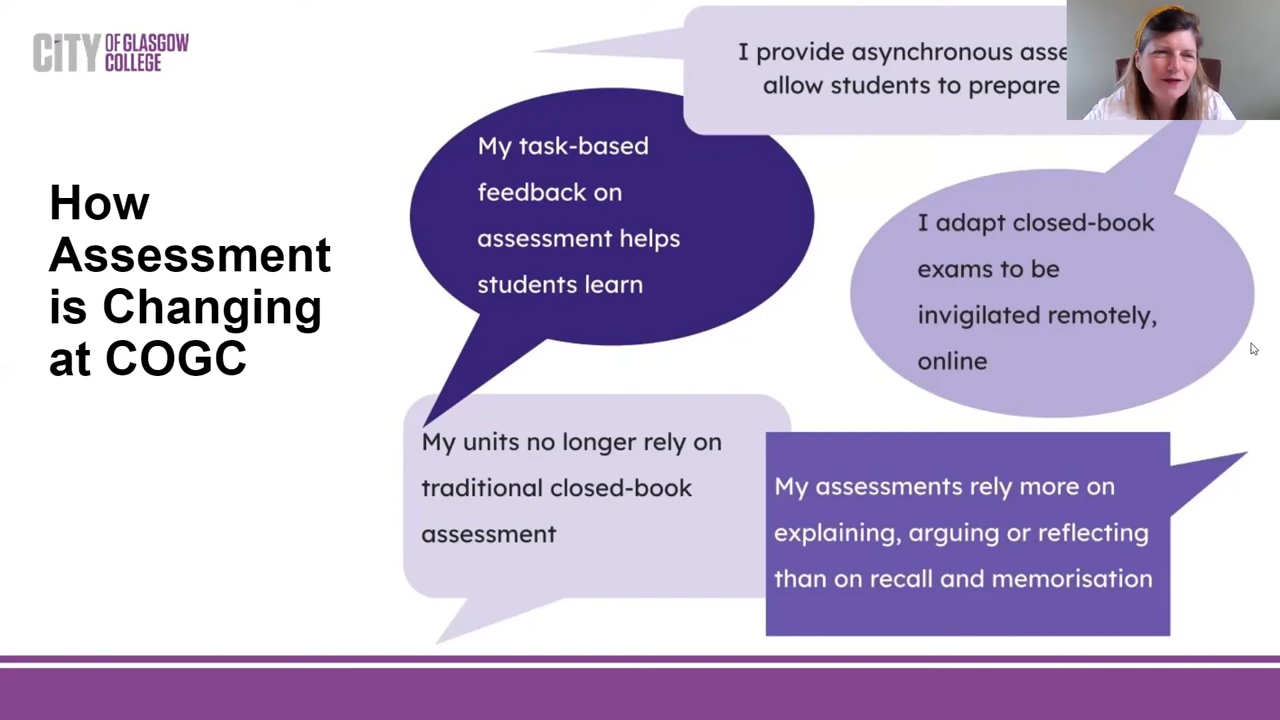 CITY OF GLASGOW
COLLEGE
How
Assessment
is Changing
at COGC
I provide asynchronous
allow students to prepare
My task-based
feedback on
assessment helps
students learn
I adapt closed-book
exams to be
invigilated remotely,
online
My units no longer rely on
traditional closed-book
assessment
My assessments rely more on
explaining, arguing or reflecting
than on recall and memorisation